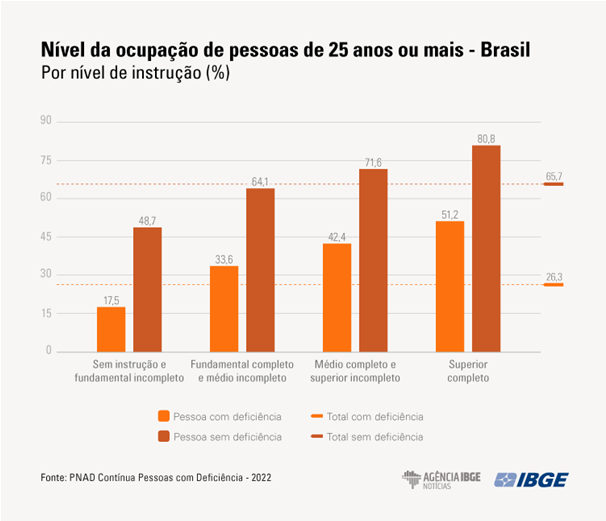 Nível da ocupação de pessoas de 25 anos ou mais - Brasil
Por nível de instrução (%)
90
75
60
45
30
15
0
17,5
48,7
33,6
64,1
42,4
71,6
51,2
80,8
65,7
26,3
Sem instrução e
fundamental incompleto
Fundamental completo
e médio incompleto
Médio completo e
superior incompleto
Superior
completo
Pessoa com deficiência
Total com deficiência
Pessoa sem deficiência
Total sem deficiência
Fonte: PNAD Contínua Pessoas com Deficiência - 2022
AGÊNCIA IBGE
NOTÍCIAS
IBGE